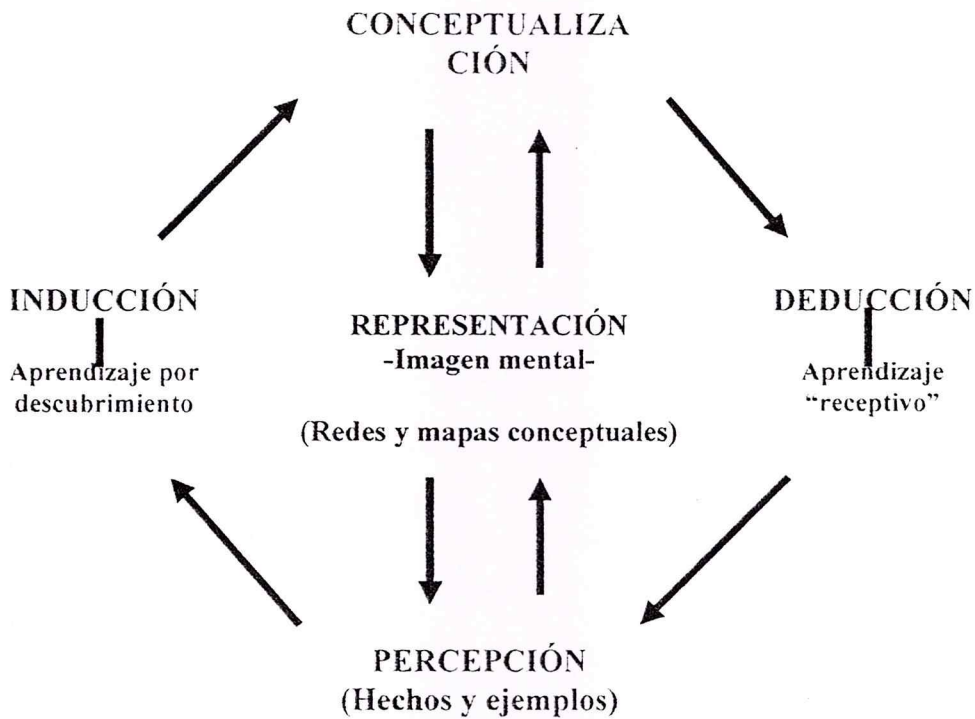 CONCEPTUALIZA
CIÓN
INDUCCIÓN
Aprendizaje por
descubrimiento
REPRESENTACIÓN
-Imagen mental-
(Redes y mapas conceptuales)
DEDUCCIÓN
Aprendizaje
“receptivo”
PERCEPCIÓN
(Hechos y ejemplos)